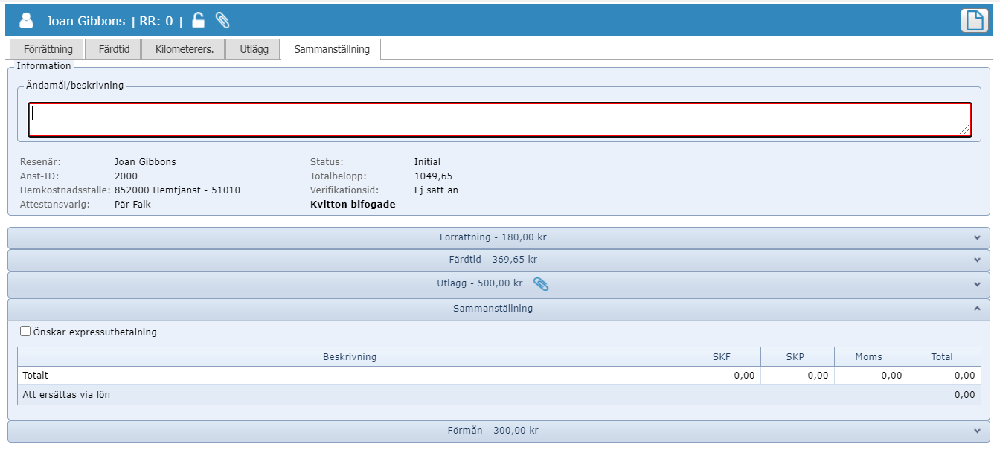 Joan Gibbons | RR: 0 |
Förrättning Färdtid Kilometerers. Utlägg Sammanställning
Information
Ändamål/beskrivning
Resenär: Joan Gibbons Status: Initial
Anst-ID: 2000 Totalbelopp: 1049,65
Hemkostnadsställe: 852000 Hemtjänst - 51010 Verifikationsid: Ej satt än
Attestansvarig: Pär Falk Kvitton bifogade
Förrättning - 180,00 kr
Färdtid - 369,65 kr
Utlägg - 500,00 kr
Sammanställning
Önskar expressutbetalning
Beskrivning SKF SKP Moms Total
Totalt 0,00 0,00 0,00 0,00
Att ersättas via lön 0,00
Förmån - 300,00 kr